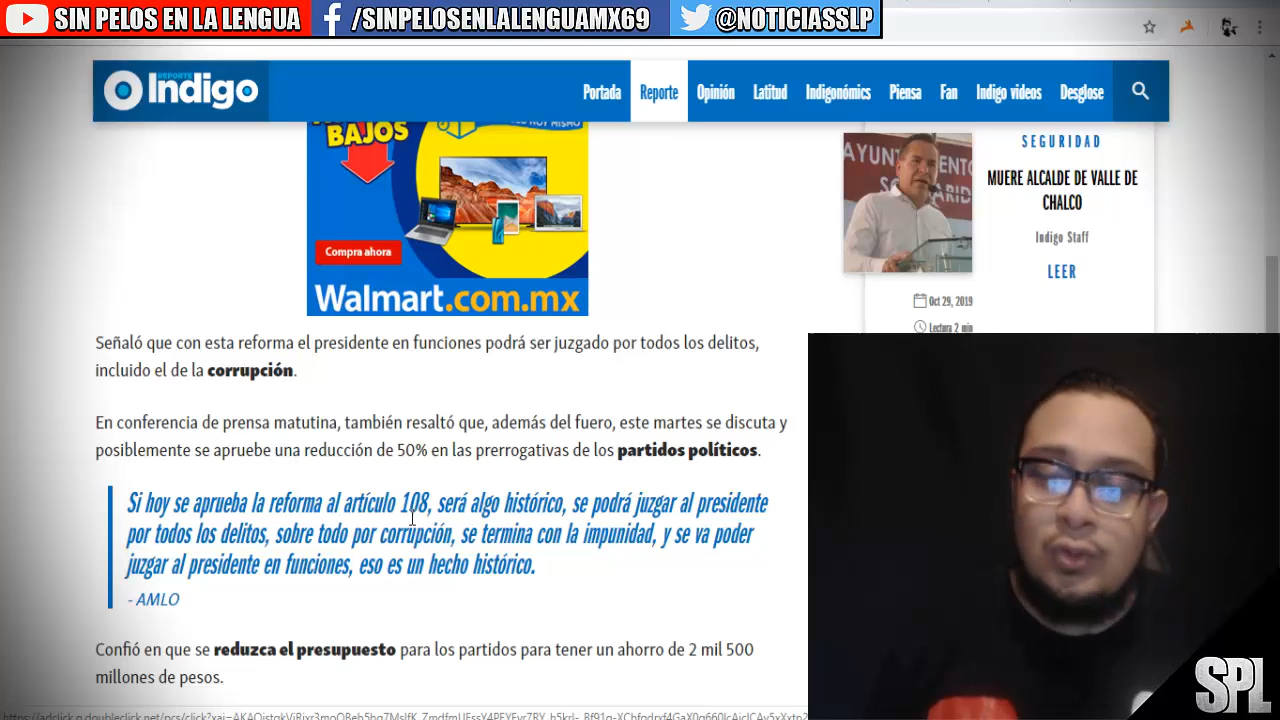 SIN PELOS EN LA LENGUA
/SINPELOSENLALENGUAMX69
@NOTICIASSLP
REPORTE
Indigo
Portada
Reporte
Opinión
Latitud
Indigonómics
Piensa
Fan
Indigo videos
Desglose
BAJOS
Compra ahora
Walmart.com.mx
SEGURIDAD
MUERE ALCALDE DE VALLE DE
CHALCO
Indigo Staff
LEER
Oct 29, 2019
Lectura 2 min
Señaló que con esta reforma el presidente en funciones podrá ser juzgado por todos los delitos,
incluido el de la corrupción.
En conferencia de prensa matutina, también resaltó que, además del fuero, este martes se discuta y
posiblemente se apruebe una reducción de 50% en las prerrogativas de los partidos políticos.
Si hoy se aprueba la reforma al artículo 108, será algo histórico, se podrá juzgar al presidente
por todos los delitos, sobre todo por corrupción, se termina con la impunidad, y se va poder
juzgar al presidente en funciones, eso es un hecho histórico.
- AMLO
Confió en que se reduzca el presupuesto para los partidos para tener un ahorro de 2 mil 500
millones de pesos.
SPL